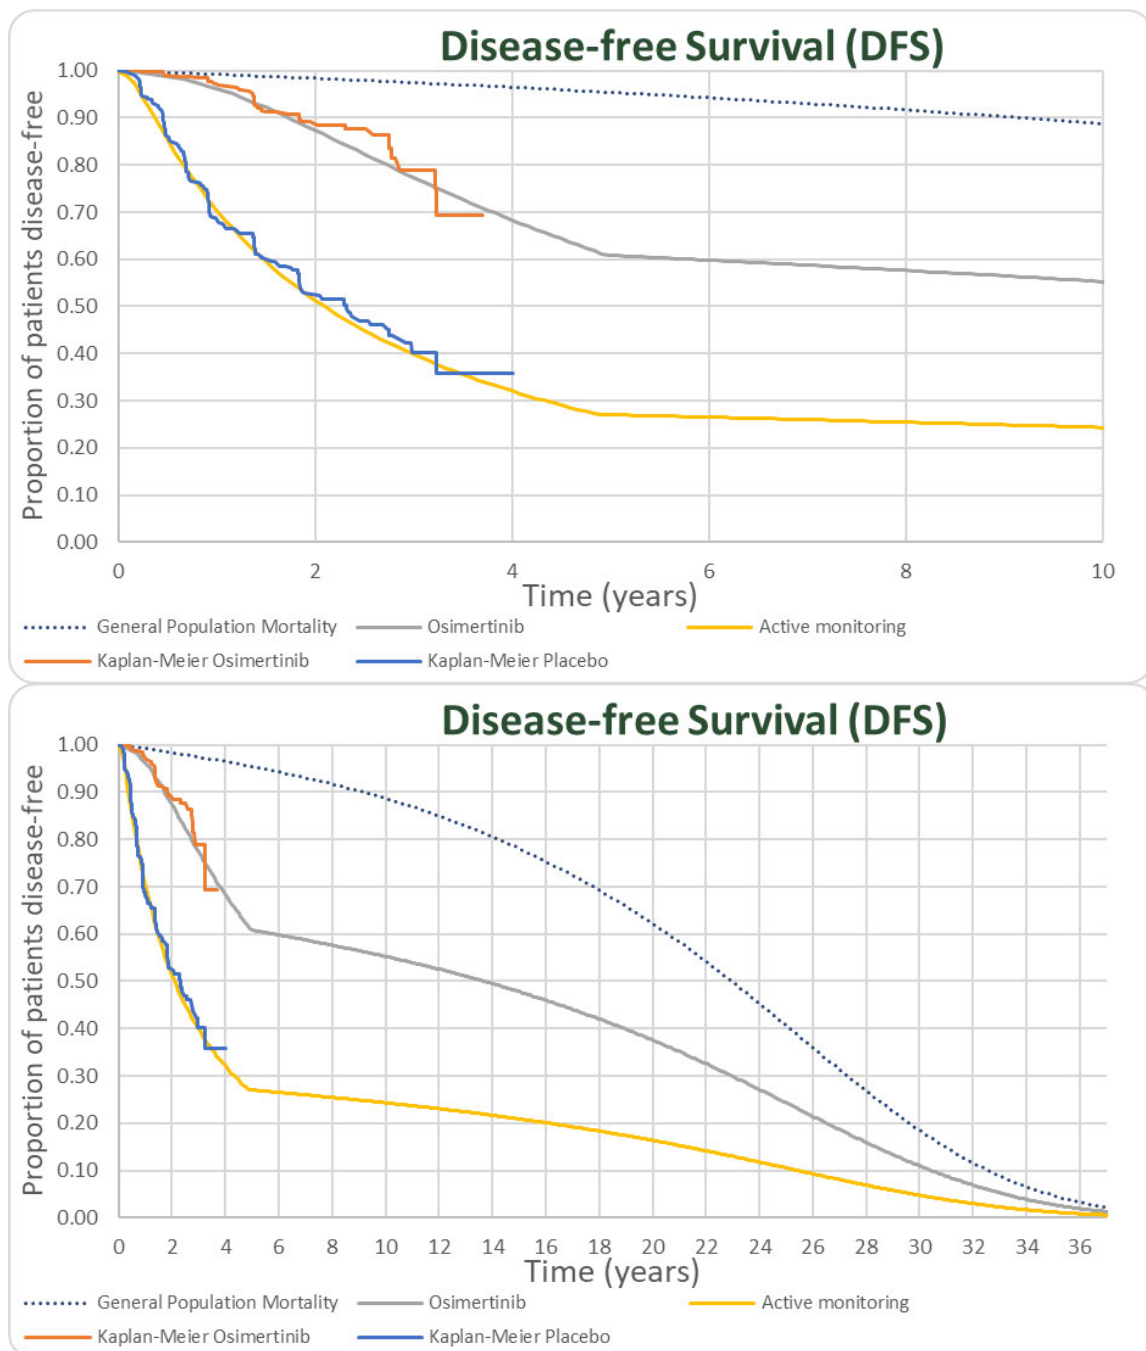 Disease-free Survival (DFS)
Proportion of patients disease-free
1.00
0.90
0.80
0.70
0.60
0.50
0.40
0.30
0.20
0.10
0.00
0 2 4 6 8 10
Time (years)
General Population Mortality Osimertinib Active monitoring
Kaplan-Meier Osimertinib Kaplan-Meier Placebo
Disease-free Survival (DFS)
Proportion of patients disease-free
1.00
0.90
0.80
0.70
0.60
0.50
0.40
0.30
0.20
0.10
0.00
0 2 4 6 8 10 12 14 16 18 20 22 24 26 28 30 32 34 36
Time (years)
General Population Mortality Osimertinib Active monitoring
Kaplan-Meier Osimertinib Kaplan-Meier Placebo